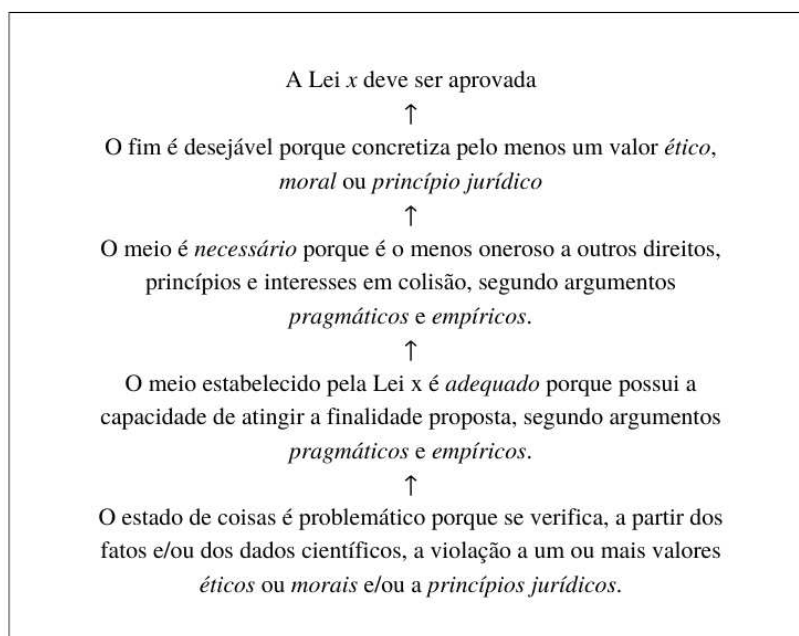 A Lei x deve ser aprovada
↑
O fim é desejável porque concretiza pelo menos um valor ético,
moral ou princípio jurídico
↑
O meio é necessário porque é o menos oneroso a outros direitos,
princípios e interesses em colisão, segundo argumentos
pragmáticos e empíricos.
↑
O meio estabelecido pela Lei x é adequado porque possui a
capacidade de atingir a finalidade proposta, segundo argumentos
pragmáticos e empíricos.
↑
O estado de coisas é problemático porque se verifica, a partir dos
fatos e/ou dos dados científicos, a violação a um ou mais valores
éticos ou morais e/ou a princípios jurídicos.